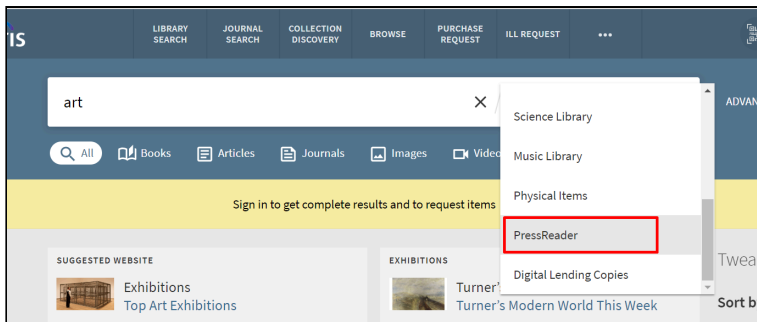 IS
LIBRARY SEARCH
JOURNAL SEARCH
COLLECTION DISCOVERY
BROWSE
PURCHASE REQUEST
ILL REQUEST
•••
art
ADVAN
Science Library
Music Library
Physical Items
PressReader
Digital Lending Copies
All
Books
Articles
Journals
Images
Video
Sign in to get complete results and to request items
SUGGESTED WEBSITE
Exhibitions
Top Art Exhibitions
EXHIBITIONS
Turner's
Turner's Modern World This Week
Twea
Sort b